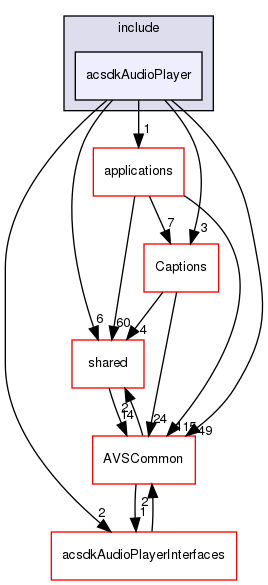 include
acsdkAudioPlayer
1
applications
7
3
Captions
6
60
4
shared
2
14
24
115
49
AVSCommon
2
1
2
acsdkAudioPlayerInterfaces